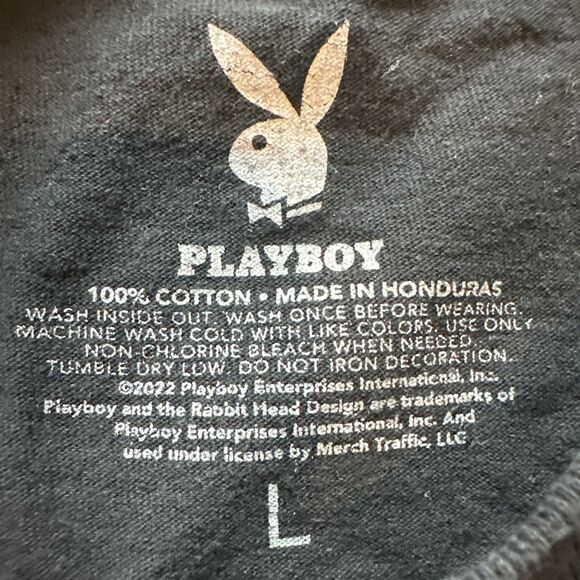 PLAYBOY
100% COTTON • MADE IN HONDURAS
WASH INSIDE OUT. WASH ONCE BEFORE WEARING.
MACHINE WASH COLD WITH LIKE COLORS. USE ONLY
NON-CHLORINE BLEACH WHEN NEEDED.
TUMBLE DRY LOW. DO NOT IRON DECORATION.
©2022 Playboy Enterprises International, Inc.
Playboy and the Rabbit Head Design are trademarks of
Playboy Enterprises International, Inc. And
used under license by Merch Traffic, LLC
L